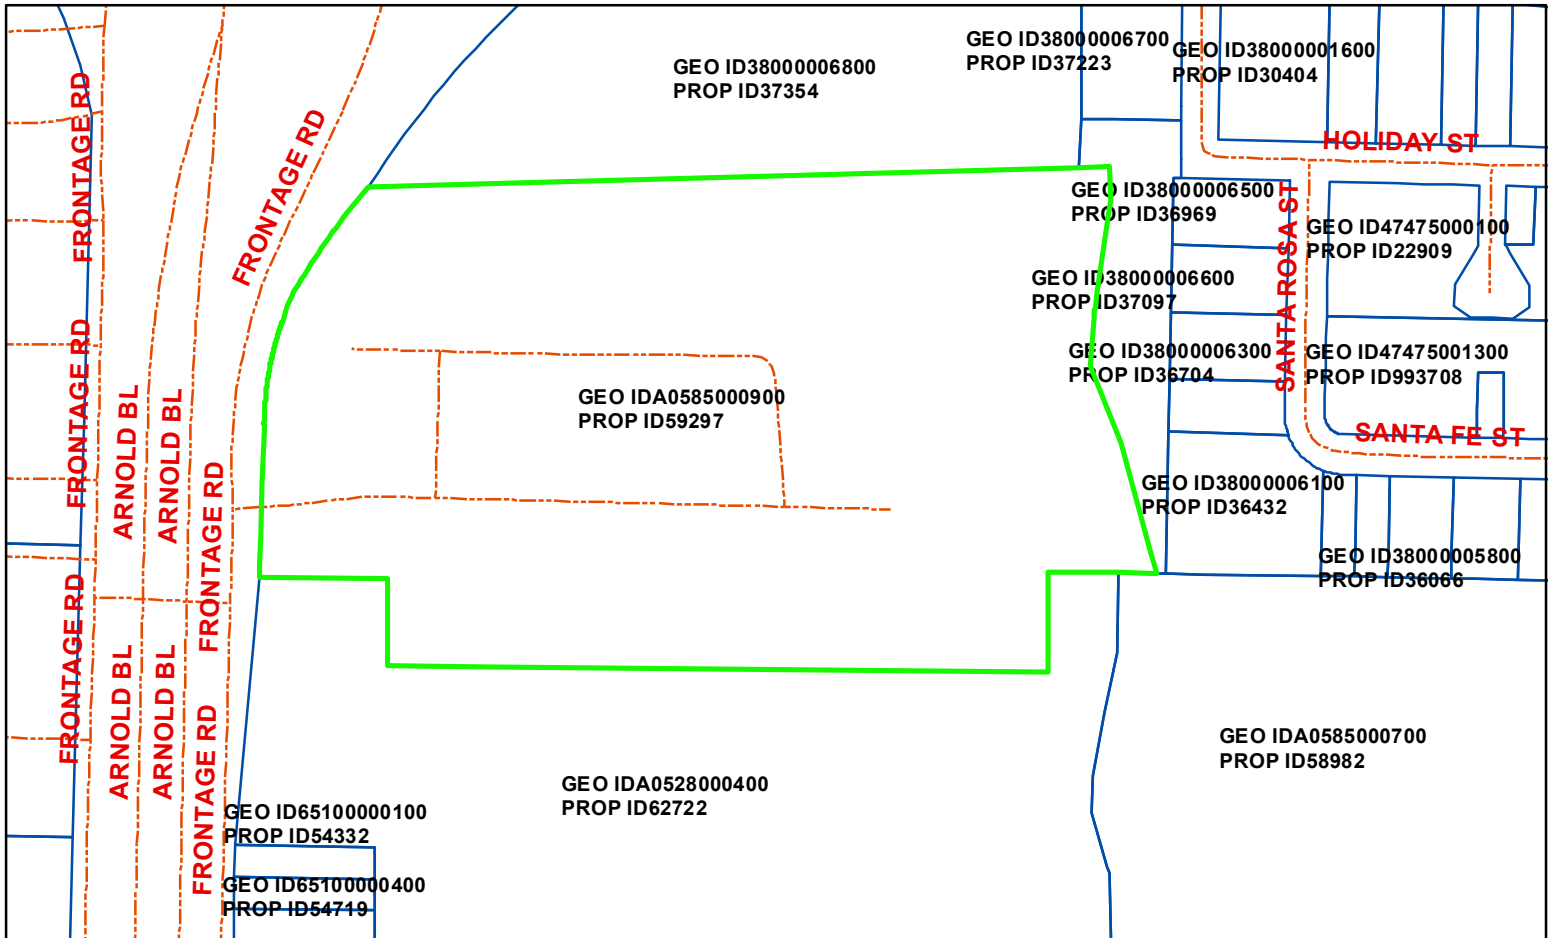 GEO ID38000006700
PROP ID37223
GEO ID38000001600
PROP ID30404
GEO ID38000006800
PROP ID37354
FRONTAGE RD
FRONTAGE RD
HOLIDAY ST
GEO ID38000006500
PROP ID36969
SANTA ROSA ST
GEO ID47475000100
PROP ID22909
GEO ID38000006600
PROP ID37097
FRONTAGE RD
GEO ID38000006300
PROP ID36704
GEO ID47475001300
PROP ID993708
GEO IDA0585000900
PROP ID59297
ARNOLD BL
ARNOLD BL
SANTA FE ST
FRONTAGE RD
GEO ID38000006100
PROP ID36432
GEO ID38000005800
PROP ID36066
FRONTAGE RD
ARNOLD BL
ARNOLD BL
FRONTAGE RD
GEO IDA0585000700
PROP ID58982
GEO IDA0528000400
PROP ID62722
GEO ID65100000100
PROP ID54332
GEO ID65100000400
PROP ID54719